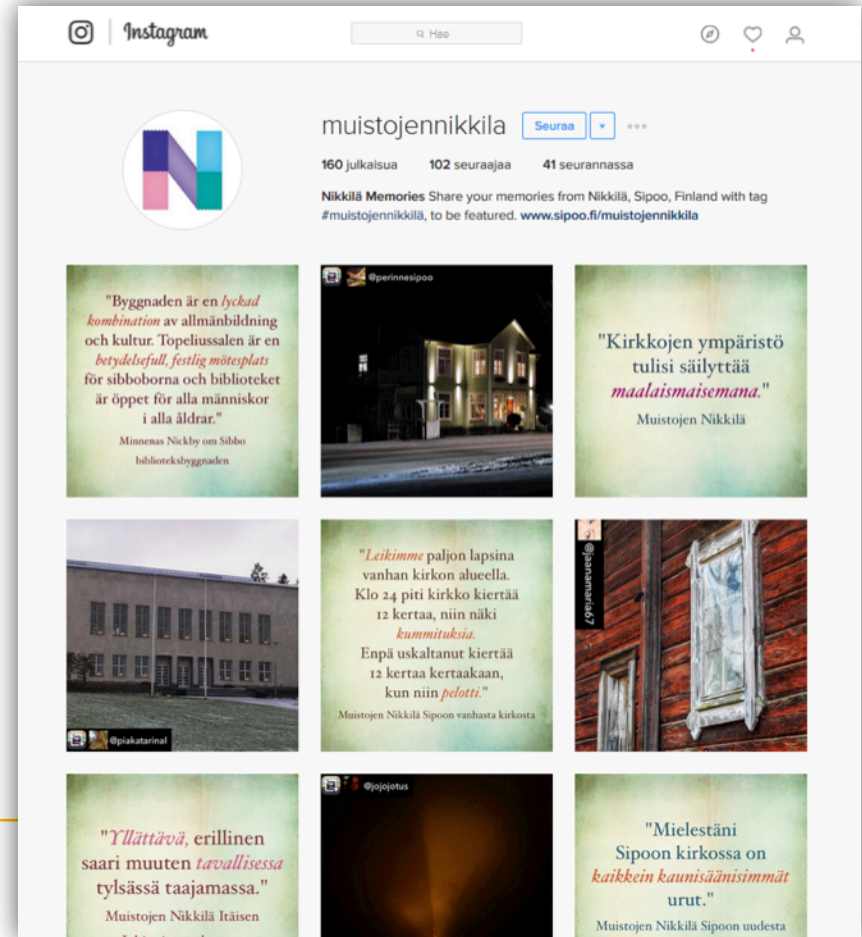 Instagram
Hae
muistojennikkila Seuraa
160 julkaisua 102 seuraajaa 41 seurannassa
Nikkilä Memories Share your memories from Nikkilä, Sipoo, Finland with tag
#muistojennikkilä, to be featured. www.sipoo.fi/muistojennikkila
"Byggnaden är en lyckad
kombination av allmänbildning
och kultur. Topeliussalen är en
betydelsefull, festlig mötesplats
för sibboborna och biblioteket
är öppet för alla människor
i alla åldrar."
Minnenas Nickby om Sibbo
biblioteksbyggnaden
@perinnesipoo
"Kirkkojen ympäristö
tulisi säilyttää
maalaismaisemana."
Muistojen Nikkilä
@piakatarinal
"Leikimme paljon lapsina
vanhan kirkon alueella.
Klo 24 piti kirkko kiertää
12 kertaa, niin näki
kummituksia.
Enpä uskaltanut kiertää
12 kertaa kertaakaan,
kun niin pelotti."
Muistojen Nikkilä Sipoon vanhasta kirkosta
@jaanamaria67
"Yllättävä, erillinen
saari muuten tavallisessa
tylsässä taajamassa."
Muistojen Nikkilä Itäisen
@jojojotus
"Mielestäni
Sipoon kirkossa on
kaikkein kaunisäänisimmät
urut."
Muistojen Nikkilä Sipoon uudesta